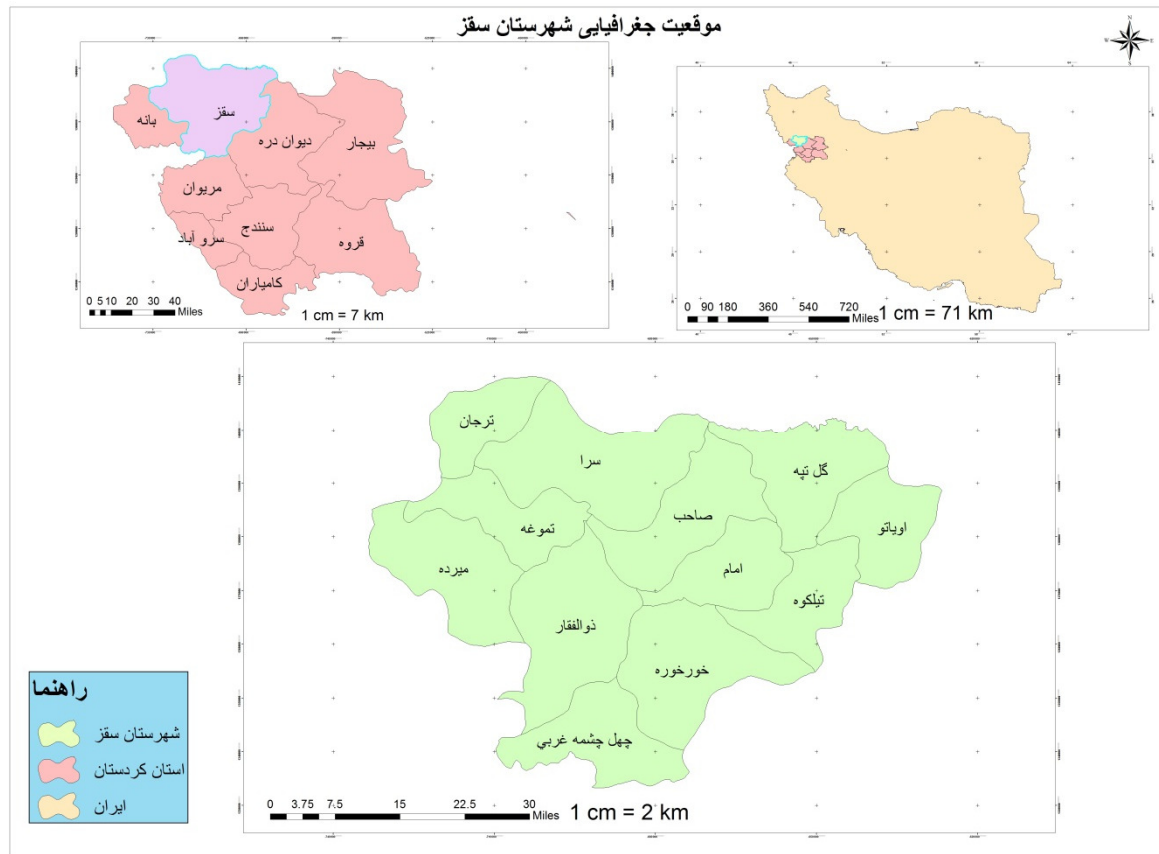 موقعیت جغرافیایی شهرستان سقز
N
W E
S
سقز
بانه
دیوان دره
بیجار
مریوان
سنندج
سرو آباد
قروه
کامیاران
0 5 10 20 30 40
Miles
1 cm = 7 km
0 90 180 360 540 720
Miles
1 cm = 71 km
ترجان
سرا
گل تپه
صاحب
اوباتو
تموغه
امام
میرده
تیلکوه
ذوالفقار
خورخوره
چهل چشمه غربي
0 3.75 7.5 15 22.5 30
Miles
1 cm = 2 km
راهنما
شهرستان سقز
استان کردستان
ایران